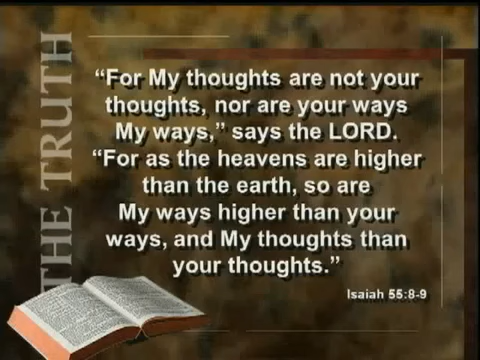 THE TRUTH
“For My thoughts are not your
thoughts, nor are your ways
My ways,” says the LORD.
“For as the heavens are higher
than the earth, so are
My ways higher than your
ways, and My thoughts than
your thoughts.”
Isaiah 55:8-9